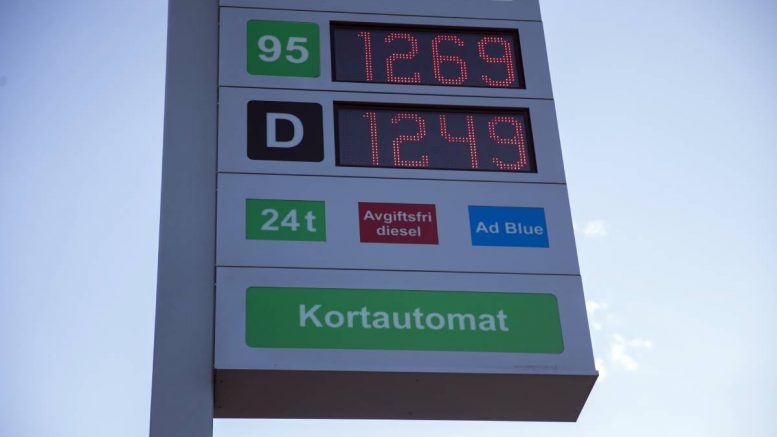 95 1269
D 1249
24t Avgiftsfri diesel Ad Blue
Kortautomat